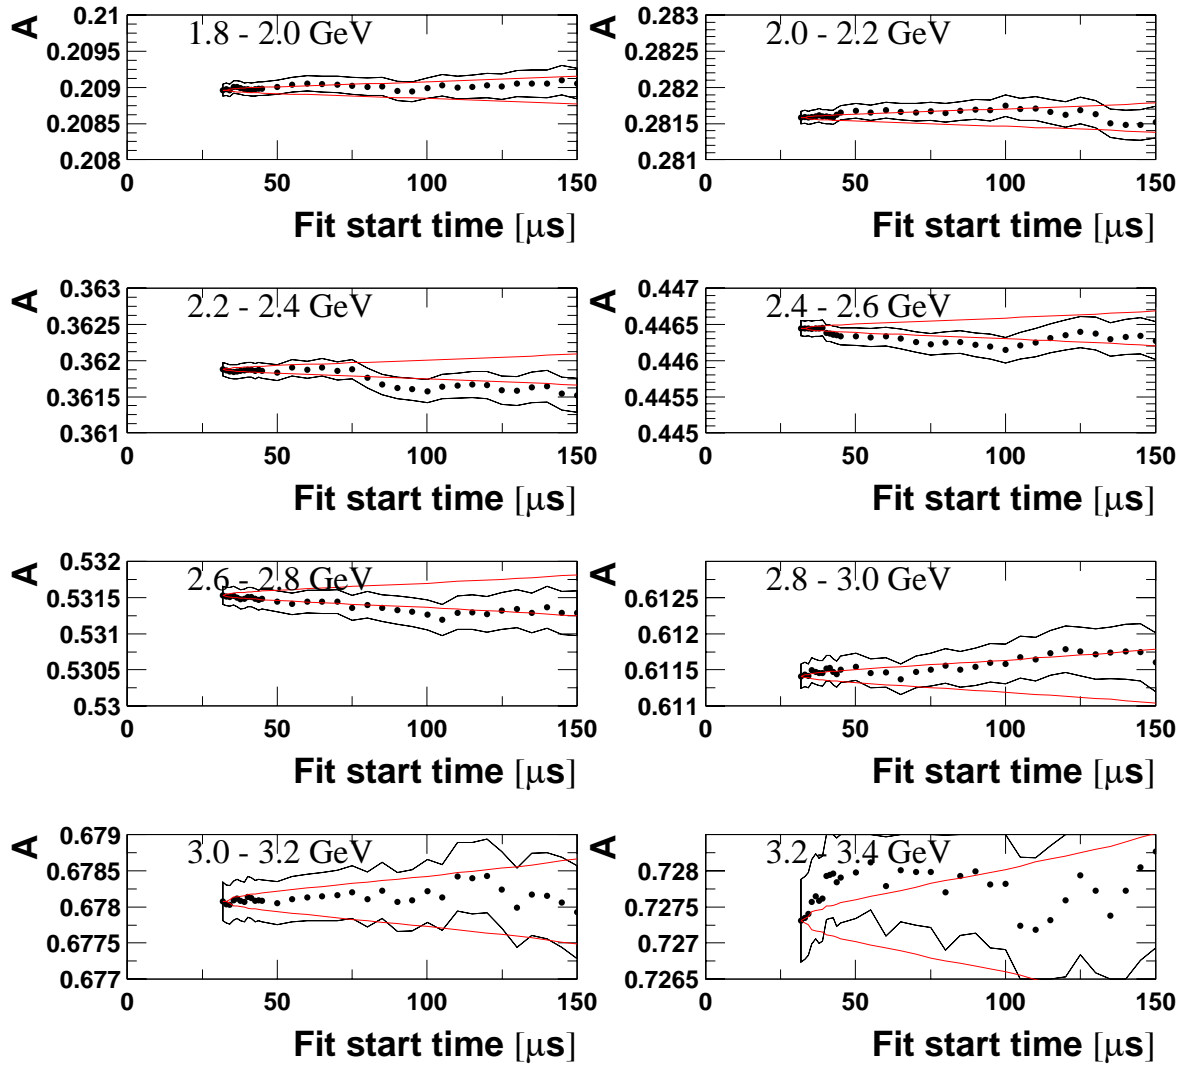 A
1.8 - 2.0 GeV
0.21
0.2095
0.209
0.2085
0.208
0 50 100 150
Fit start time [μs]
A
2.0 - 2.2 GeV
0.283
0.2825
0.282
0.2815
0.281
0 50 100 150
Fit start time [μs]
A
2.2 - 2.4 GeV
0.363
0.3625
0.362
0.3615
0.361
0 50 100 150
Fit start time [μs]
A
2.4 - 2.6 GeV
0.447
0.4465
0.446
0.4455
0.445
0 50 100 150
Fit start time [μs]
A
2.6 - 2.8 GeV
0.532
0.5315
0.531
0.5305
0.53
0 50 100 150
Fit start time [μs]
A
2.8 - 3.0 GeV
0.6125
0.612
0.6115
0.611
0 50 100 150
Fit start time [μs]
A
3.0 - 3.2 GeV
0.679
0.6785
0.678
0.6775
0.677
0 50 100 150
Fit start time [μs]
A
3.2 - 3.4 GeV
0.728
0.7275
0.727
0.7265
0 50 100 150
Fit start time [μs]